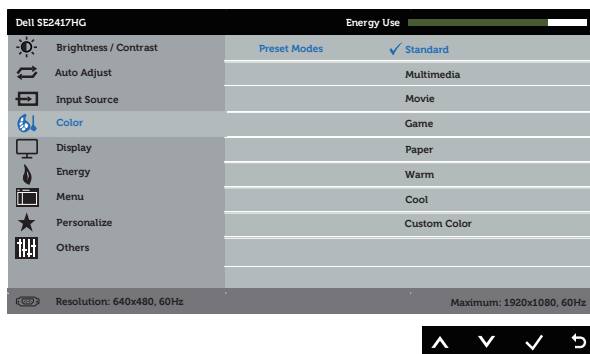 Dell SE2417HG Energy Use
Brightness / Contrast Preset Modes Standard
Auto Adjust Multimedia
Input Source Movie
Color Game
Display Paper
Energy Warm
Menu Cool
Personalize Custom Color
Others
Resolution: 640x480, 60Hz Maximum: 1920x1080, 60Hz